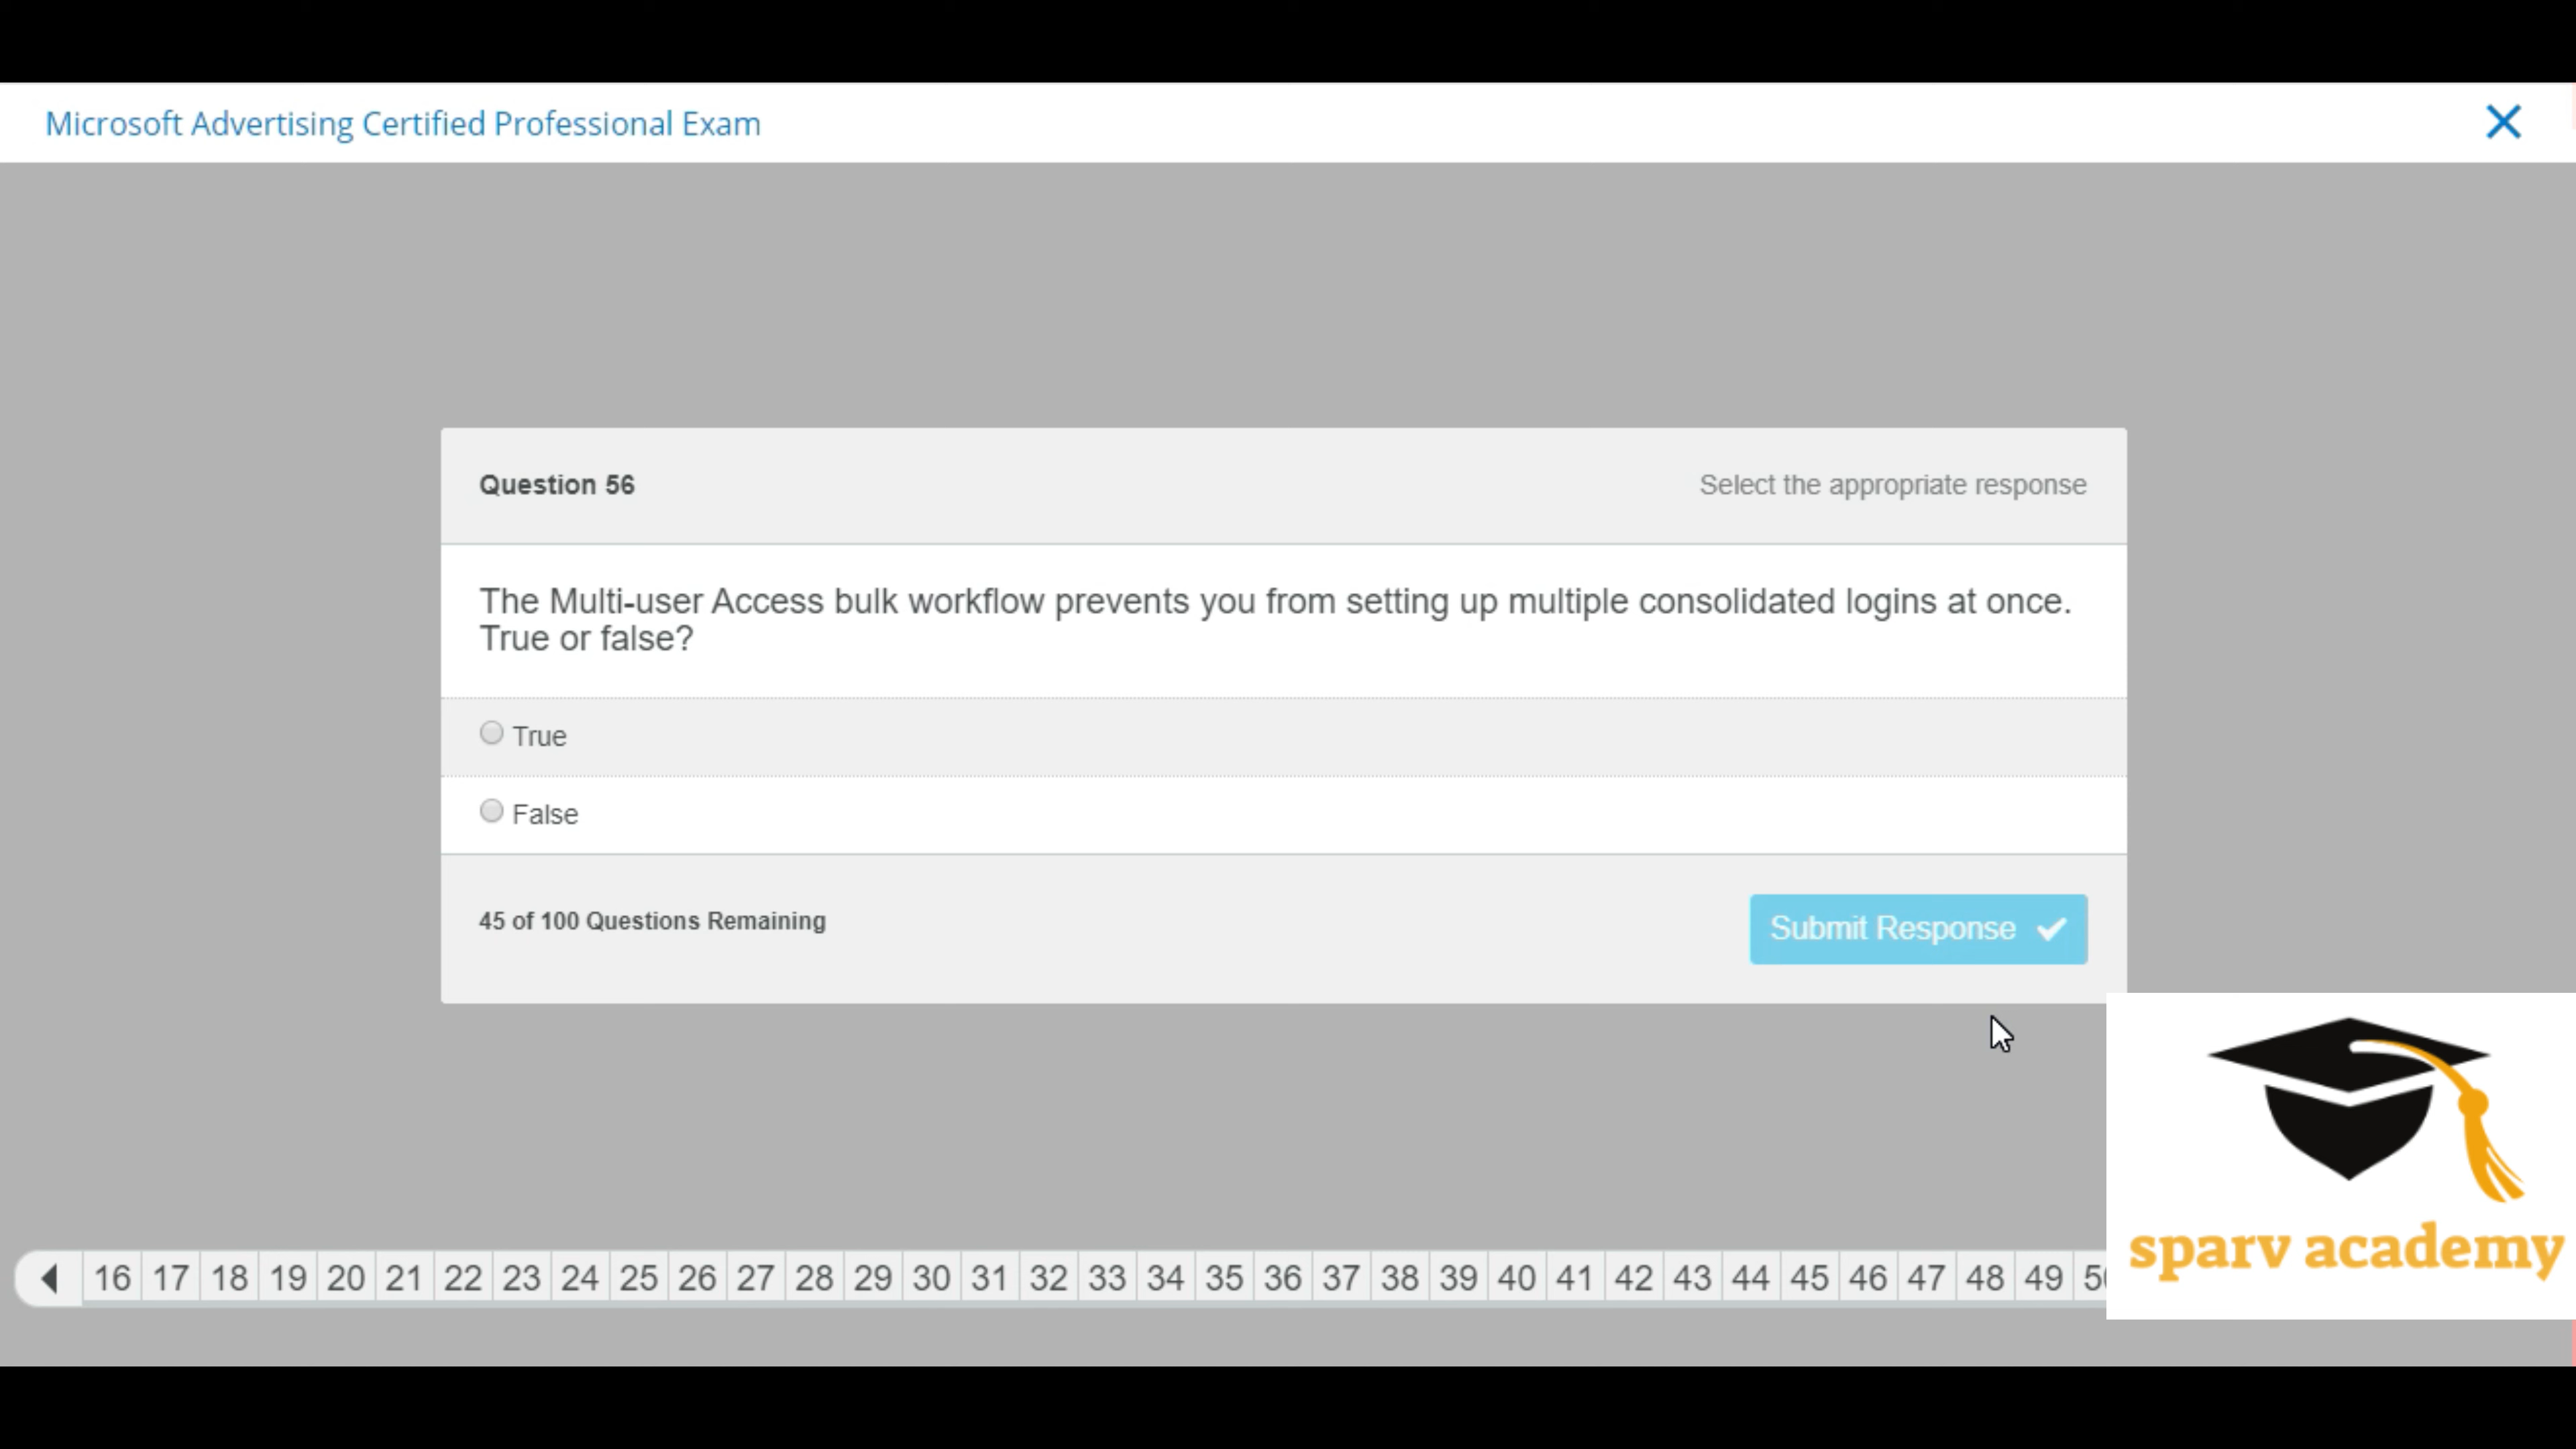 Microsoft Advertising Certified Professional Exam
Question 56
Select the appropriate response
The Multi-user Access bulk workflow prevents you from setting up multiple consolidated logins at once.
True or false?
True
False
45 of 100 Questions Remaining
Submit Response
16 17 18 19 20 21 22 23 24 25 26 27 28 29 30 31 32 33 34 35 36 37 38 39 40 41 42 43 44 45 46 47 48 49
sparv academy